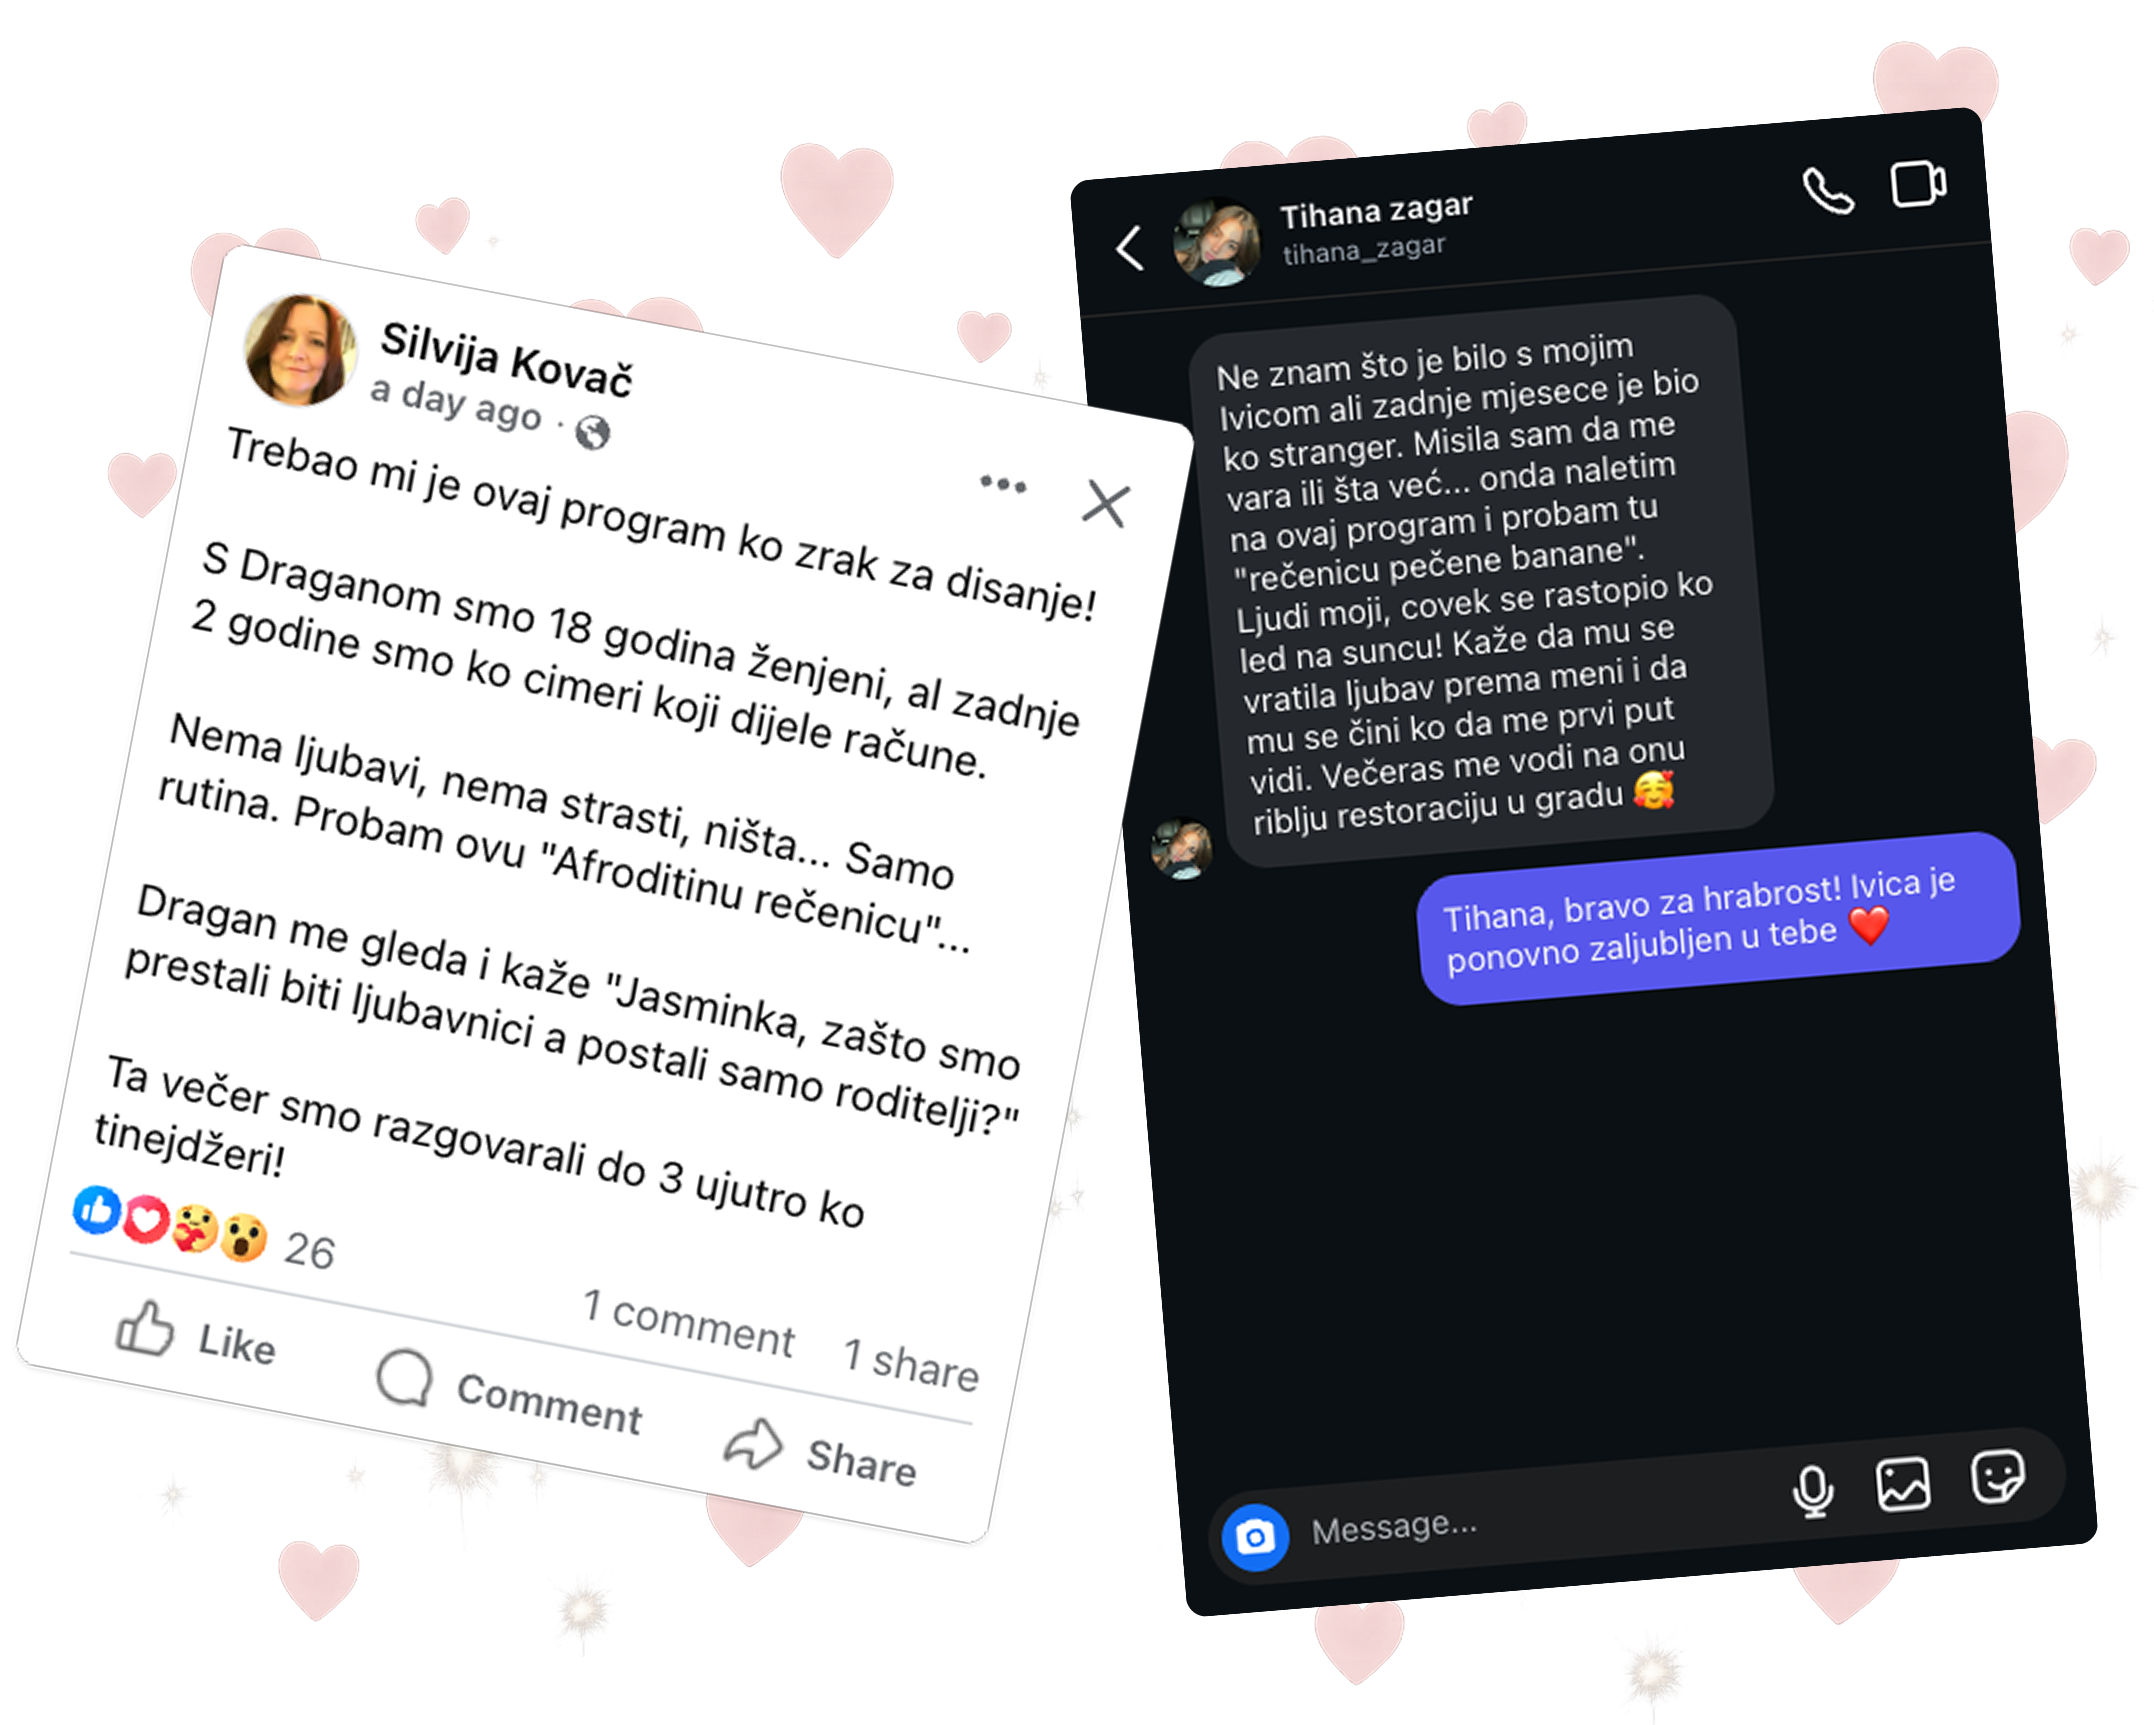 Silvija Kovač
a day ago ·
Trebao mi je ovaj program ko zrak za disanje!
S Draganom smo 18 godina ženjeni, al zadnje
2 godine smo ko cimeri koji dijele račune.
Nema ljubavi, nema strasti, ništa... Samo
rutina. Probam ovu "Afroditinu rečenicu"...
Dragan me gleda i kaže "Jasminka, zašto smo
prestali biti ljubavnici a postali samo roditelji?"
Ta večer smo razgovarali do 3 ujutro ko
tinejdžeri!
26
1 comment 1 share
Like Comment Share
Tihana zagar
tihana_zagar
Ne znam što je bilo s mojim
Ivicom ali zadnje mjesece je bio
ko stranger. Misila sam da me
vara ili šta već... onda naletim
na ovaj program i probam tu
"rečenicu pečene banane".
Ljudi moji, covek se rastopio ko
led na suncu! Kaže da mu se
vratila ljubav prema meni i da
mu se čini ko da me prvi put
vidi. Večeras me vodi na onu
riblju restoraciju u gradu 🥰
Tihana, bravo za hrabrost! Ivica je
ponovno zaljubljen u tebe ❤️
Message...